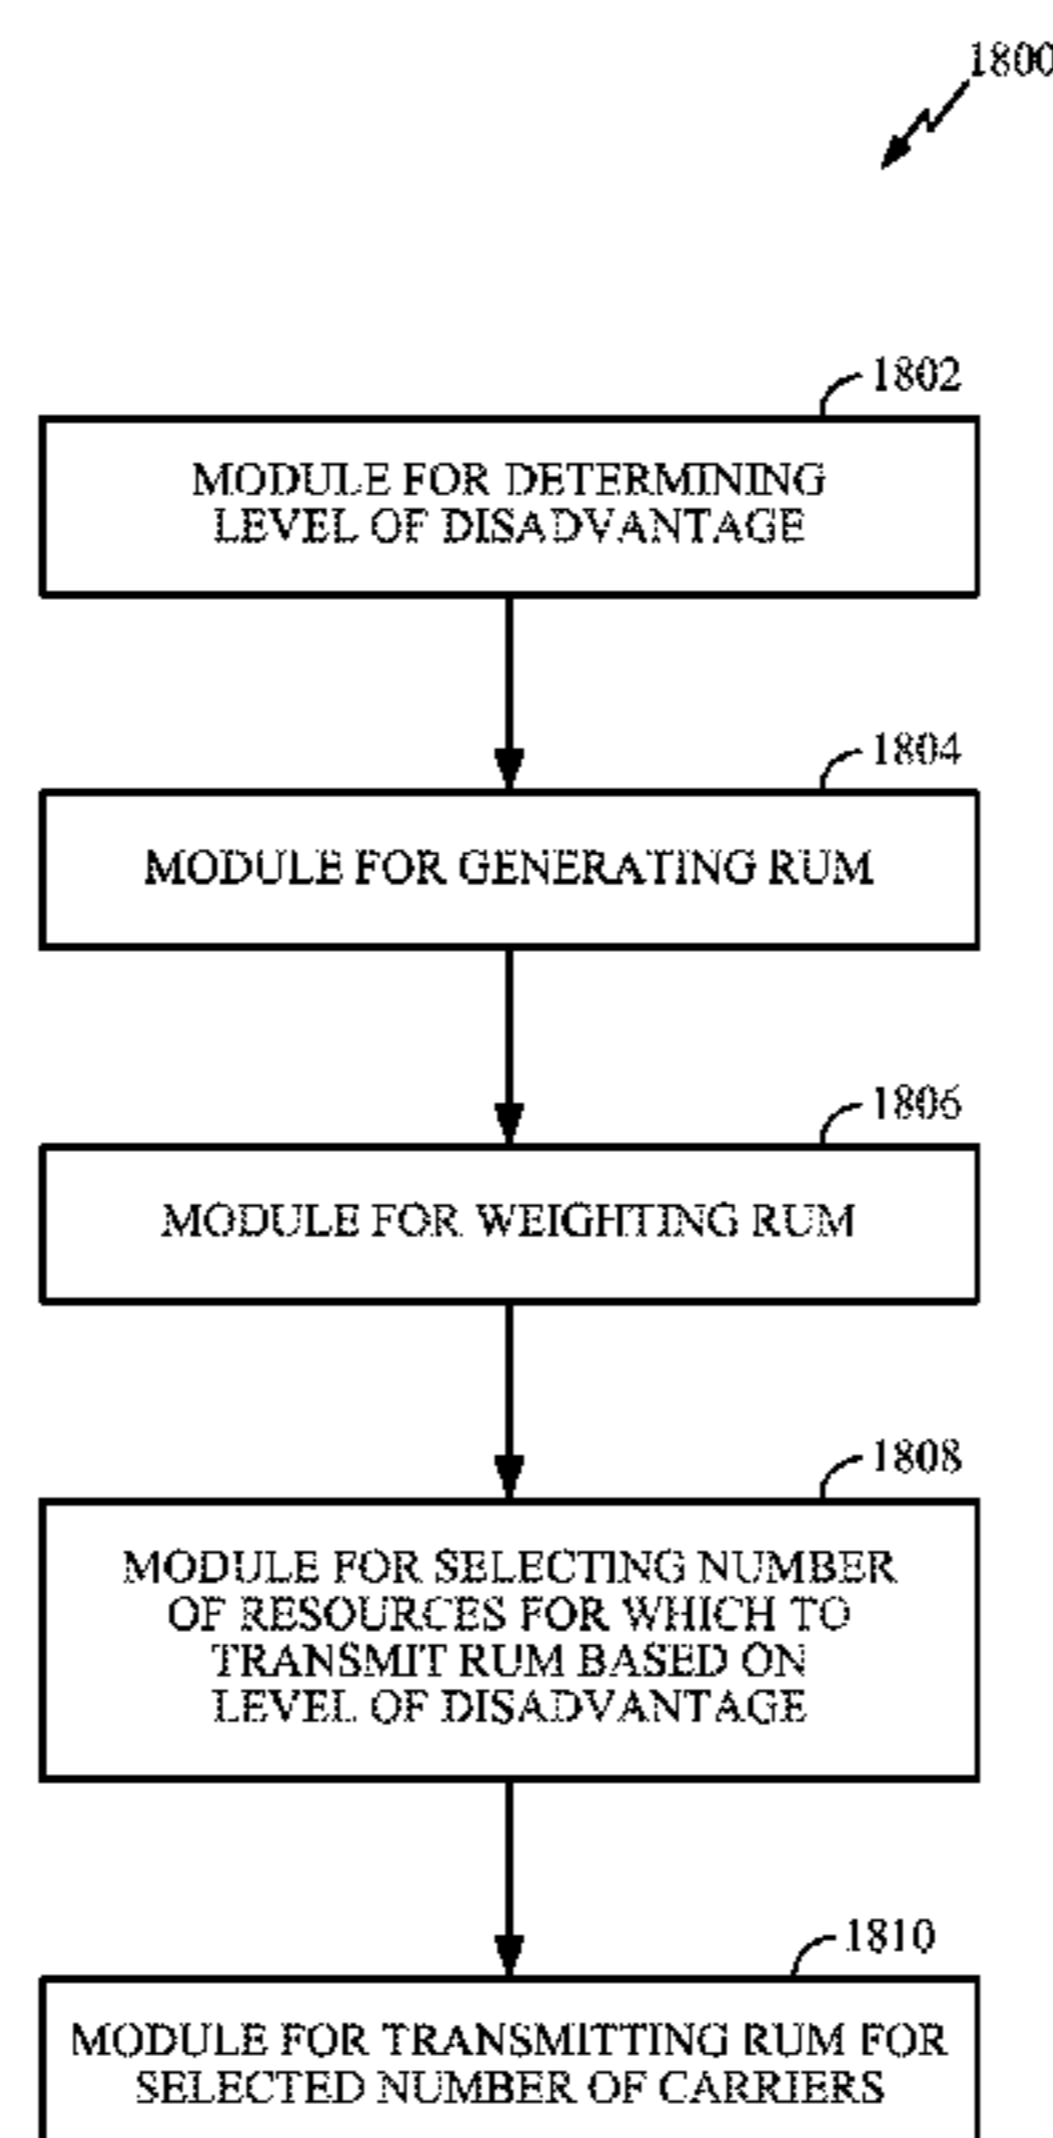 1800
1802
MODULE FOR DETERMINING
LEVEL OF DISADVANTAGE
1804
MODULE FOR GENERATING RUM
1806
MODULE FOR WEIGHTING RUM
1808
MODULE FOR SELECTING NUMBER
OF RESOURCES FOR WHICH TO
TRANSMIT RUM BASED ON
LEVEL OF DISADVANTAGE
1810
MODULE FOR TRANSMITTING RUM FOR
SELECTED NUMBER OF CARRIERS